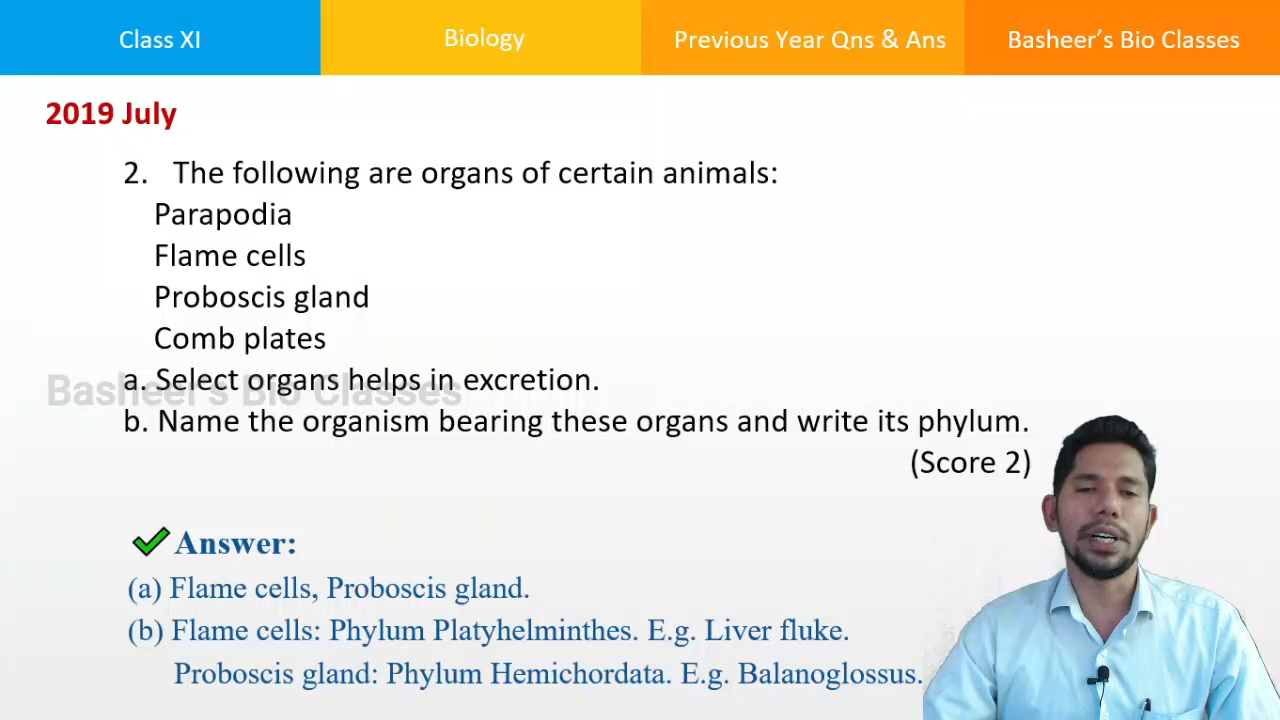 Class XI
Biology
Previous Year Qns & Ans
Basheer's Bio Classes
2019 July
2. The following are organs of certain animals:
Parapodia
Flame cells
Proboscis gland
Comb plates
a. Select organs helps in excretion.
Basheer's Bio Classes
b. Name the organism bearing these organs and write its phylum.
(Score 2)
Answer:
(a) Flame cells, Proboscis gland.
(b) Flame cells: Phylum Platyhelminthes. E.g. Liver fluke.
Proboscis gland: Phylum Hemichordata. E.g. Balanoglossus.